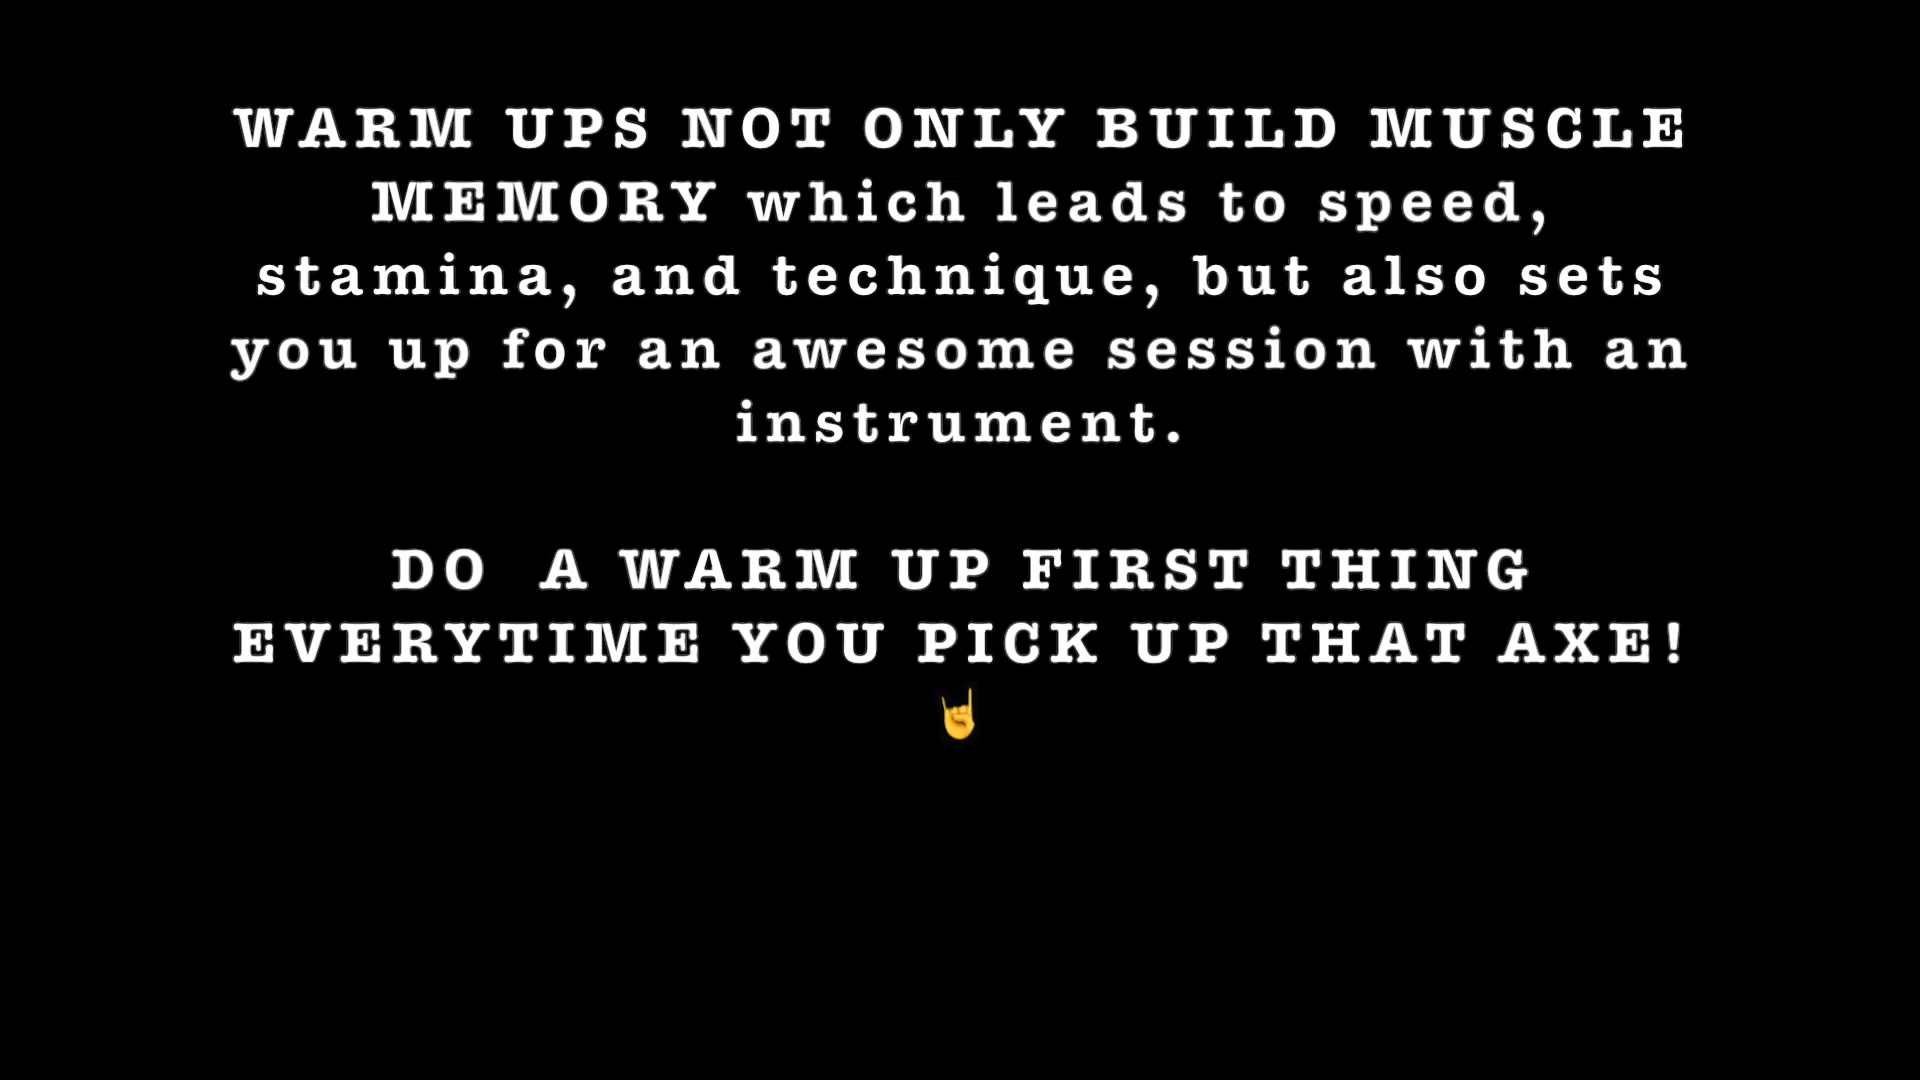 WARM UPS NOT ONLY BUILD MUSCLE
MEMORY which leads to speed,
stamina, and technique, but also sets
you up for an awesome session with an
instrument.
DO  A WARM UP FIRST THING
EVERYTIME YOU PICK UP THAT AXE!
🤘